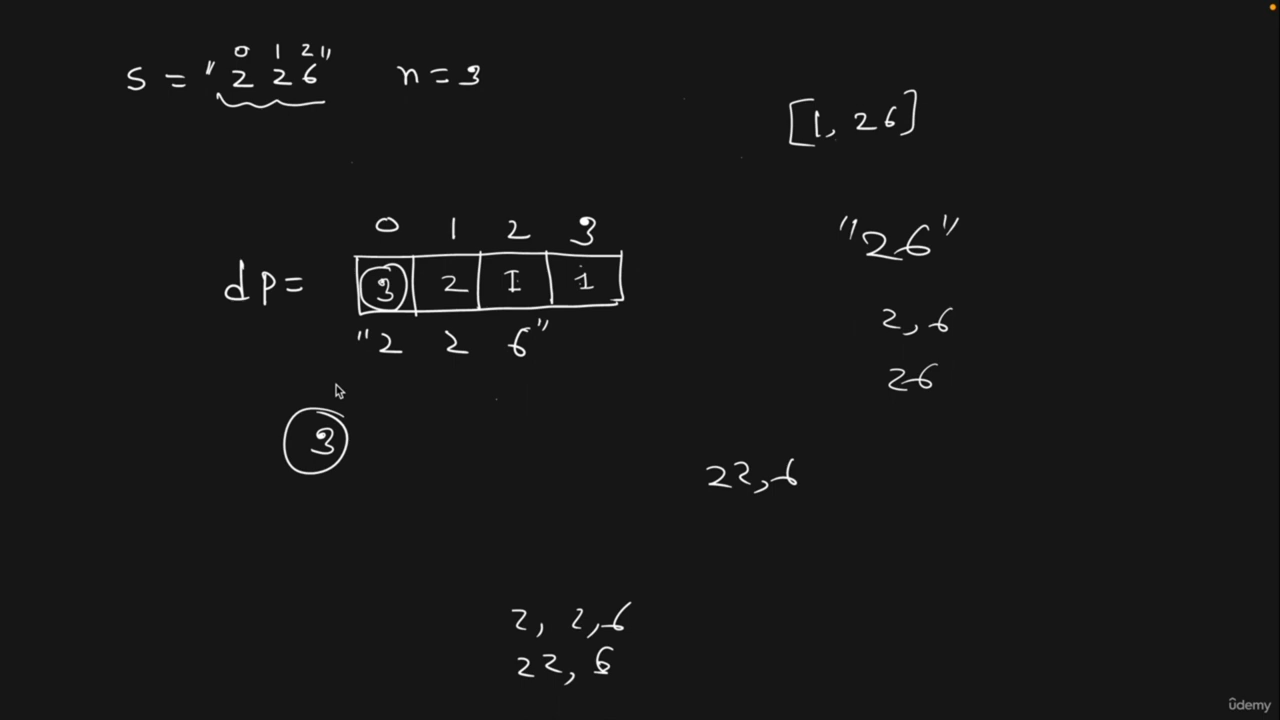 0 1 2
s = "226" n = 3
[1, 26]
0 1 2 3
"26"
dp = 3 2 1 1
2, 6
"2 2 6"
26
3
22, 6
2, 2, 6
22, 6
ûdemy